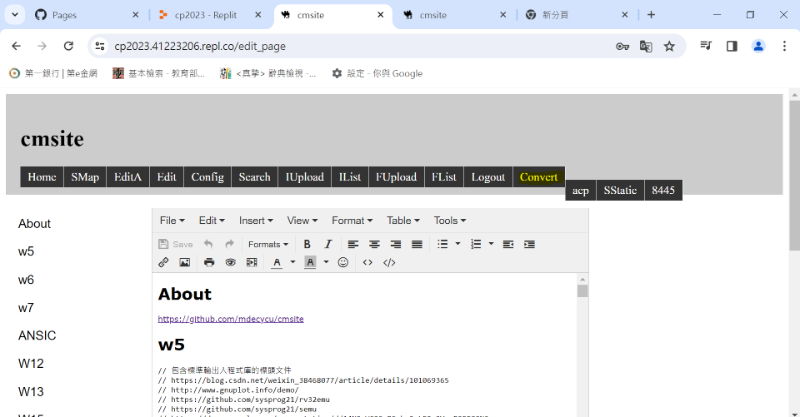 Pages
cp2023 - Replit
cmsite
cmsite
新分頁
cp2023.41223206.repl.co/edit_page
第一銀行 | 第e金網
基本檢索 - 教育部...
<真摯> 辭典檢視 -...
設定 - 你與 Google
cmsite
Home SMap EditA Edit Config Search IUpload IList FUpload FList Logout Convert
acp SStatic 8445
About
w5
w6
w7
ANSIC
W12
W13
File Edit Insert View Format Table Tools
Save Formats B I
A A
About
https://github.com/mdecycu/cmsite
w5
// 包含標準輸出入程式庫的標頭文件
// https://blog.csdn.net/weixin_38468077/article/details/101069365
// http://www.gnuplot.info/demo/
// https://github.com/sysprog21/rv32emu
// https://github.com/sysprog21/semu